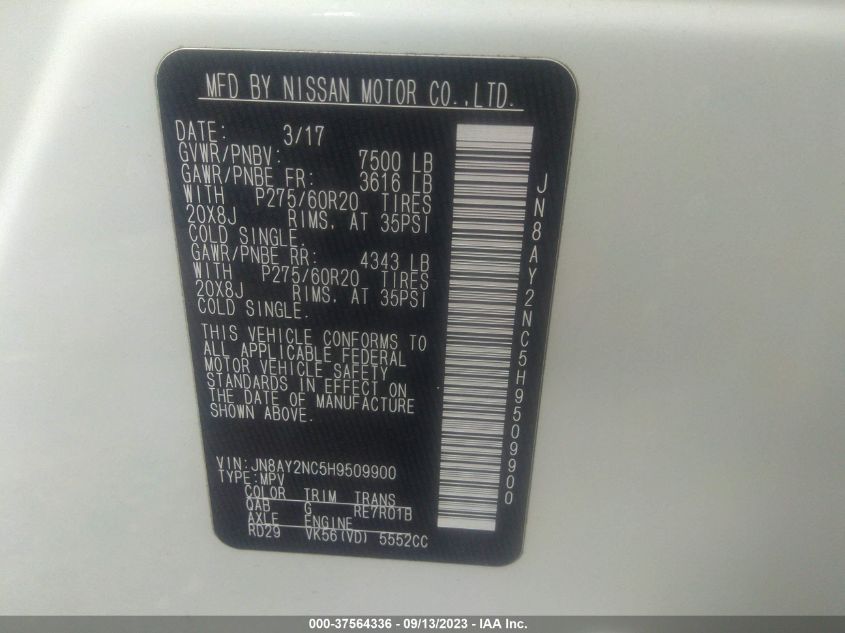 MFD BY NISSAN MOTOR CO.,LTD.
DATE: 3/17
GVWR/PNBV: 7500 LB
GAWR/PNBE FR: 3616 LB
WITH P275/60R20 TIRES
20X8J RIMS, AT 35PSI
COLD SINGLE.
GAWR/PNBE RR: 4343 LB
WITH P275/60R20 TIRES
20X8J RIMS, AT 35PSI
COLD SINGLE.
THIS VEHICLE CONFORMS TO
ALL APPLICABLE FEDERAL
MOTOR VEHICLE SAFETY
STANDARDS IN EFFECT ON
THE DATE OF MANUFACTURE
SHOWN ABOVE.
VIN:JN8AY2NC5H9509900
TYPE:MPV
COLOR TRIM TRANS
QAB G RE7R01B
AXLE ENGINE
RD29 VK56(VD) 5552CC
JN8AY2NC5H9509900
000-37564336 - 09/13/2023 - IAA Inc.